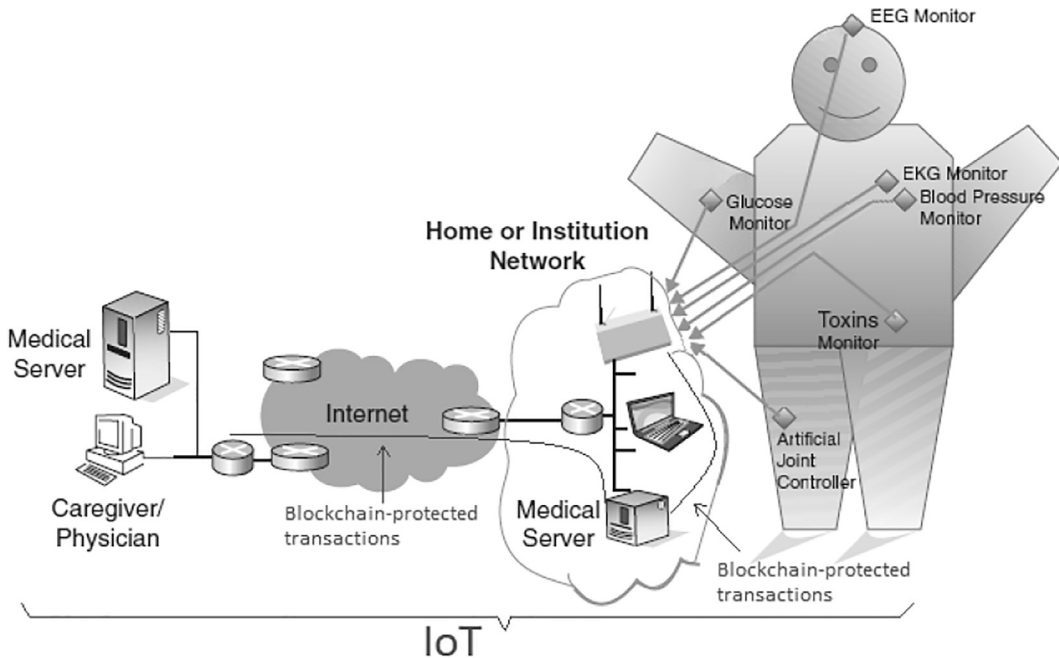 EEG Monitor
EKG Monitor
Blood Pressure
Monitor
Glucose
Monitor
Home or Institution
Network
Toxins
Monitor
Medical
Server
Internet
Artificial
Joint
Controller
Caregiver/
Physician
Blockchain-protected
transactions
Medical
Server
Blockchain-protected
transactions
IoT